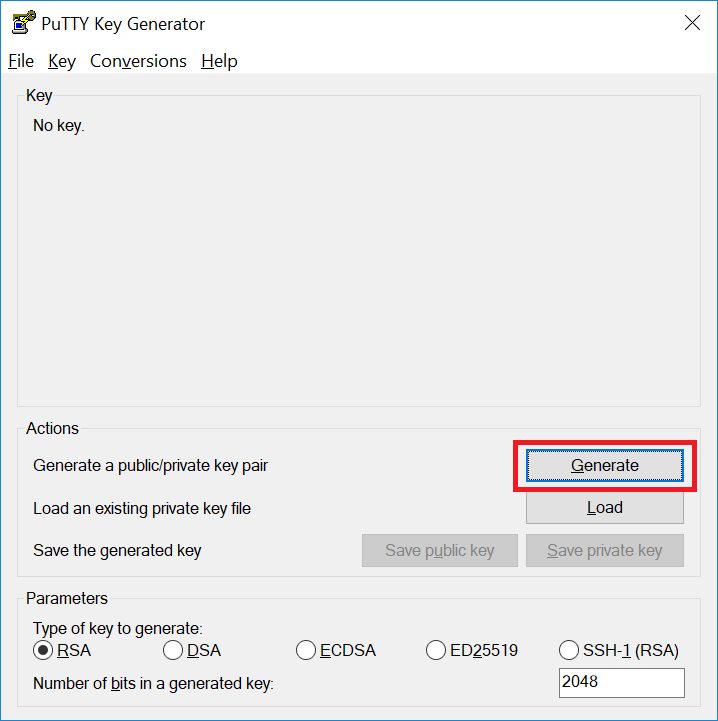 PuTTY Key Generator
File Key Conversions Help
Key
No key.
Actions
Generate a public/private key pair
Generate
Load an existing private key file
Load
Save the generated key
Save public key
Save private key
Parameters
Type of key to generate:
RSA DSA ECDSA ED25519 SSH-1 (RSA)
Number of bits in a generated key:
2048